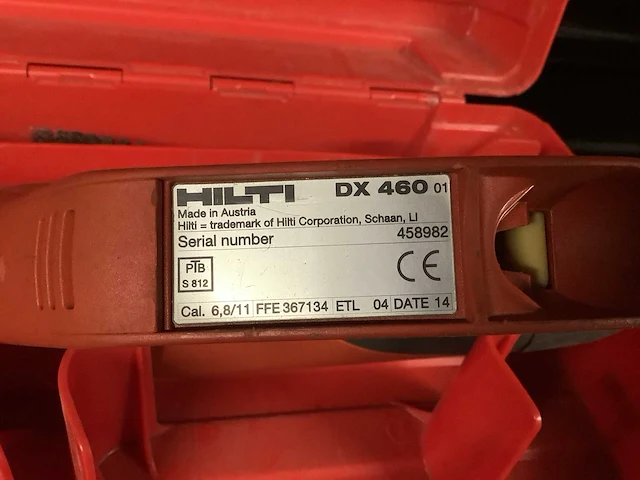 HILTI DX 460 01
Made in Austria
Hilti = trademark of Hilti Corporation, Schaan, LI
Serial number 458982
PTB
S 812
CE
Cal. 6,8/11 FFE 367134 ETL 04 DATE 14